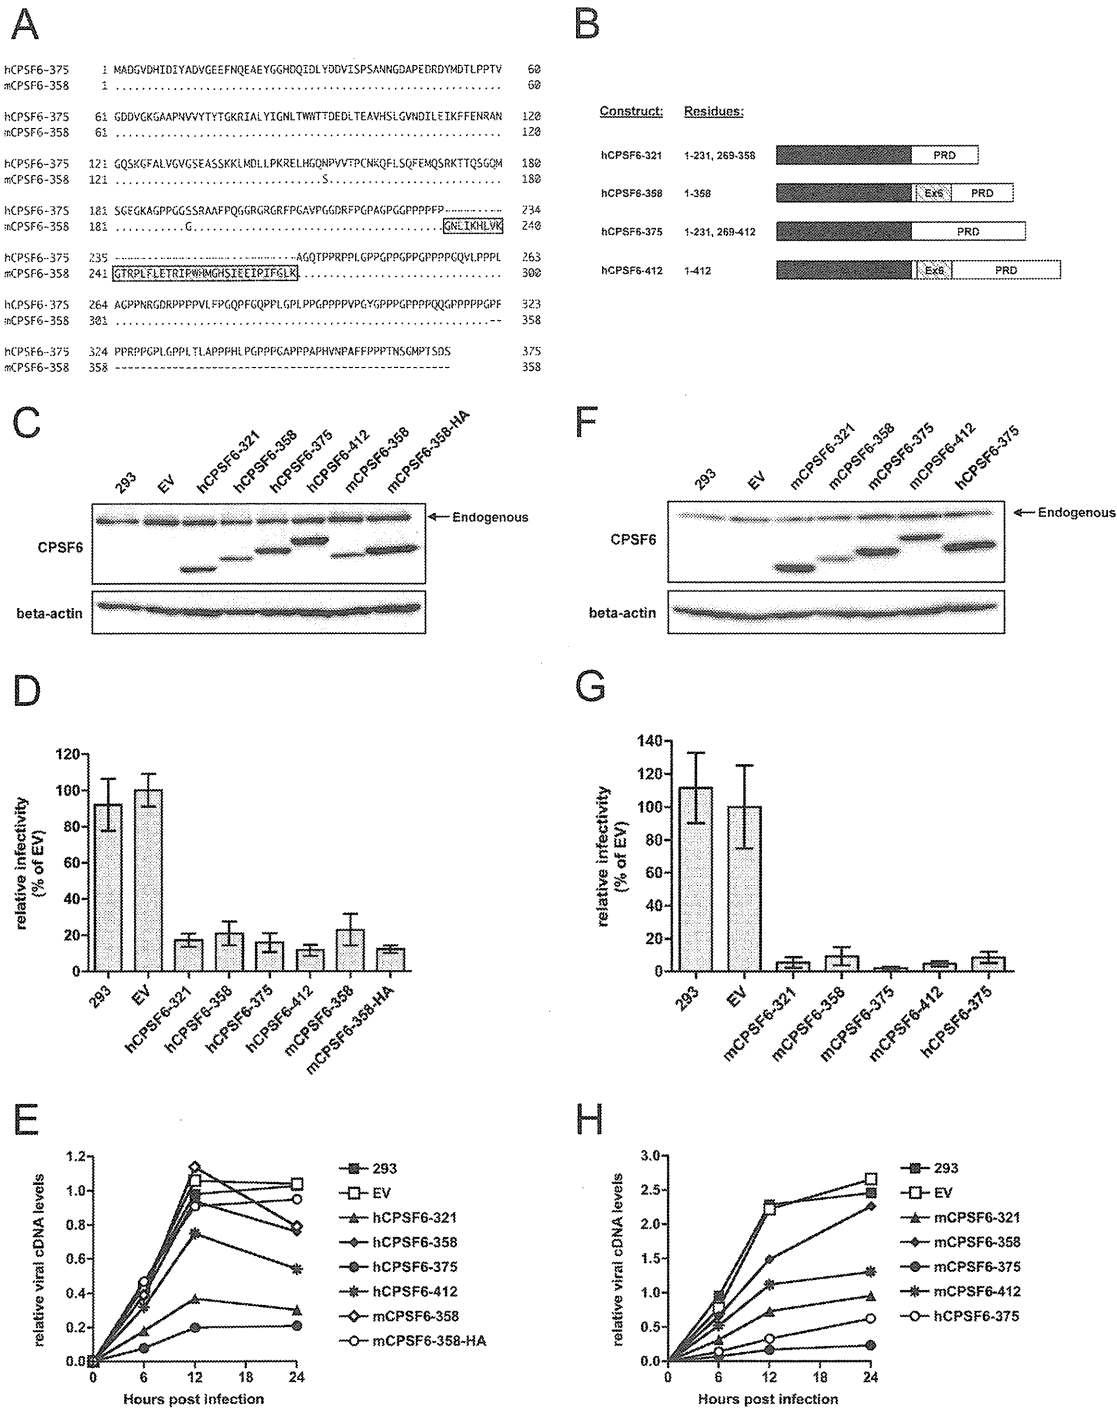 A
hCPSF6-375 1 MADGVDHIDIYADVGEEFNQEAEYGGHDQIDLYDDVISPSANNGDAPEDRDYMDTLPPTV 60
mCPSF6-358 1 ............................................................ 60
hCPSF6-375 61 GDDVGKGAAPNVVYTYTGKRIALYIGNLTWWTTDEDLTEAVHSLGVNDILEIKFFENRAN 120
mCPSF6-358 61 ............................................................ 120
hCPSF6-375 121 GQSKGFALVGVGSEASSKKLMDLLPKRELHGQNPVVTPCNKQFLSQFEMQSRKTTQSGQM 180
mCPSF6-358 121 ................................S........................... 180
hCPSF6-375 181 SGEGKAGPPGGSSRAAFPQGGRGRGRFPGAVPGGDRFPGPAGPGGPPPPFP--------- 234
mCPSF6-358 181 ...........G.......................................GNLIKHLVK 240
hCPSF6-375 235 ----------------------------AGQTPPRPPLGPPGPPGPPGPPPPGQVLPPPL 263
mCPSF6-358 241 GTRPLFLETRIPWHMGHSIEEIPIFGLK................................ 300
hCPSF6-375 264 AGPPNRGDRPPPPVLFPGQPFGQPPLGPLPPGPPPPVPGYGPPPGPPPPQQGPPPPPGPF 323
mCPSF6-358 301 ..........................................................-- 358
hCPSF6-375 324 PPRPPGPLGPPLTLAPPPHLPGPPPGAPPPAPHVNPAFFPPPTNSGMPTSDS 375
mCPSF6-358 358 ---------------------------------------------------- 358
B
Construct: Residues:
hCPSF6-321 1-231, 269-358 PRD
hCPSF6-358 1-358 Ex6 PRD
hCPSF6-375 1-231, 269-412 PRD
hCPSF6-412 1-412 Ex6 PRD
C
293 EV hCPSF6-321 hCPSF6-358 hCPSF6-375 hCPSF6-412 mCPSF6-358 mCPSF6-358-HA
Endogenous
CPSF6
beta-actin
F
293 EV mCPSF6-321 mCPSF6-358 mCPSF6-375 mCPSF6-412 hCPSF6-375
Endogenous
CPSF6
beta-actin
D
relative infectivity
(% of EV)
120
100
80
60
40
20
0
293 EV hCPSF6-321 hCPSF6-358 hCPSF6-375 hCPSF6-412 mCPSF6-358 mCPSF6-358-HA
G
relative infectivity
(% of EV)
140
120
100
80
60
40
20
0
293 EV mCPSF6-321 mCPSF6-358 mCPSF6-375 mCPSF6-412 hCPSF6-375
E
relative viral cDNA levels
1.2
1.0
0.8
0.6
0.4
0.2
0.0
0 6 12 18 24
Hours post infection
293
EV
hCPSF6-321
hCPSF6-358
hCPSF6-375
hCPSF6-412
mCPSF6-358
mCPSF6-358-HA
H
relative viral cDNA levels
3.0
2.5
2.0
1.5
1.0
0.5
0.0
0 6 12 18 24
Hours post infection
293
EV
mCPSF6-321
mCPSF6-358
mCPSF6-375
mCPSF6-412
hCPSF6-375